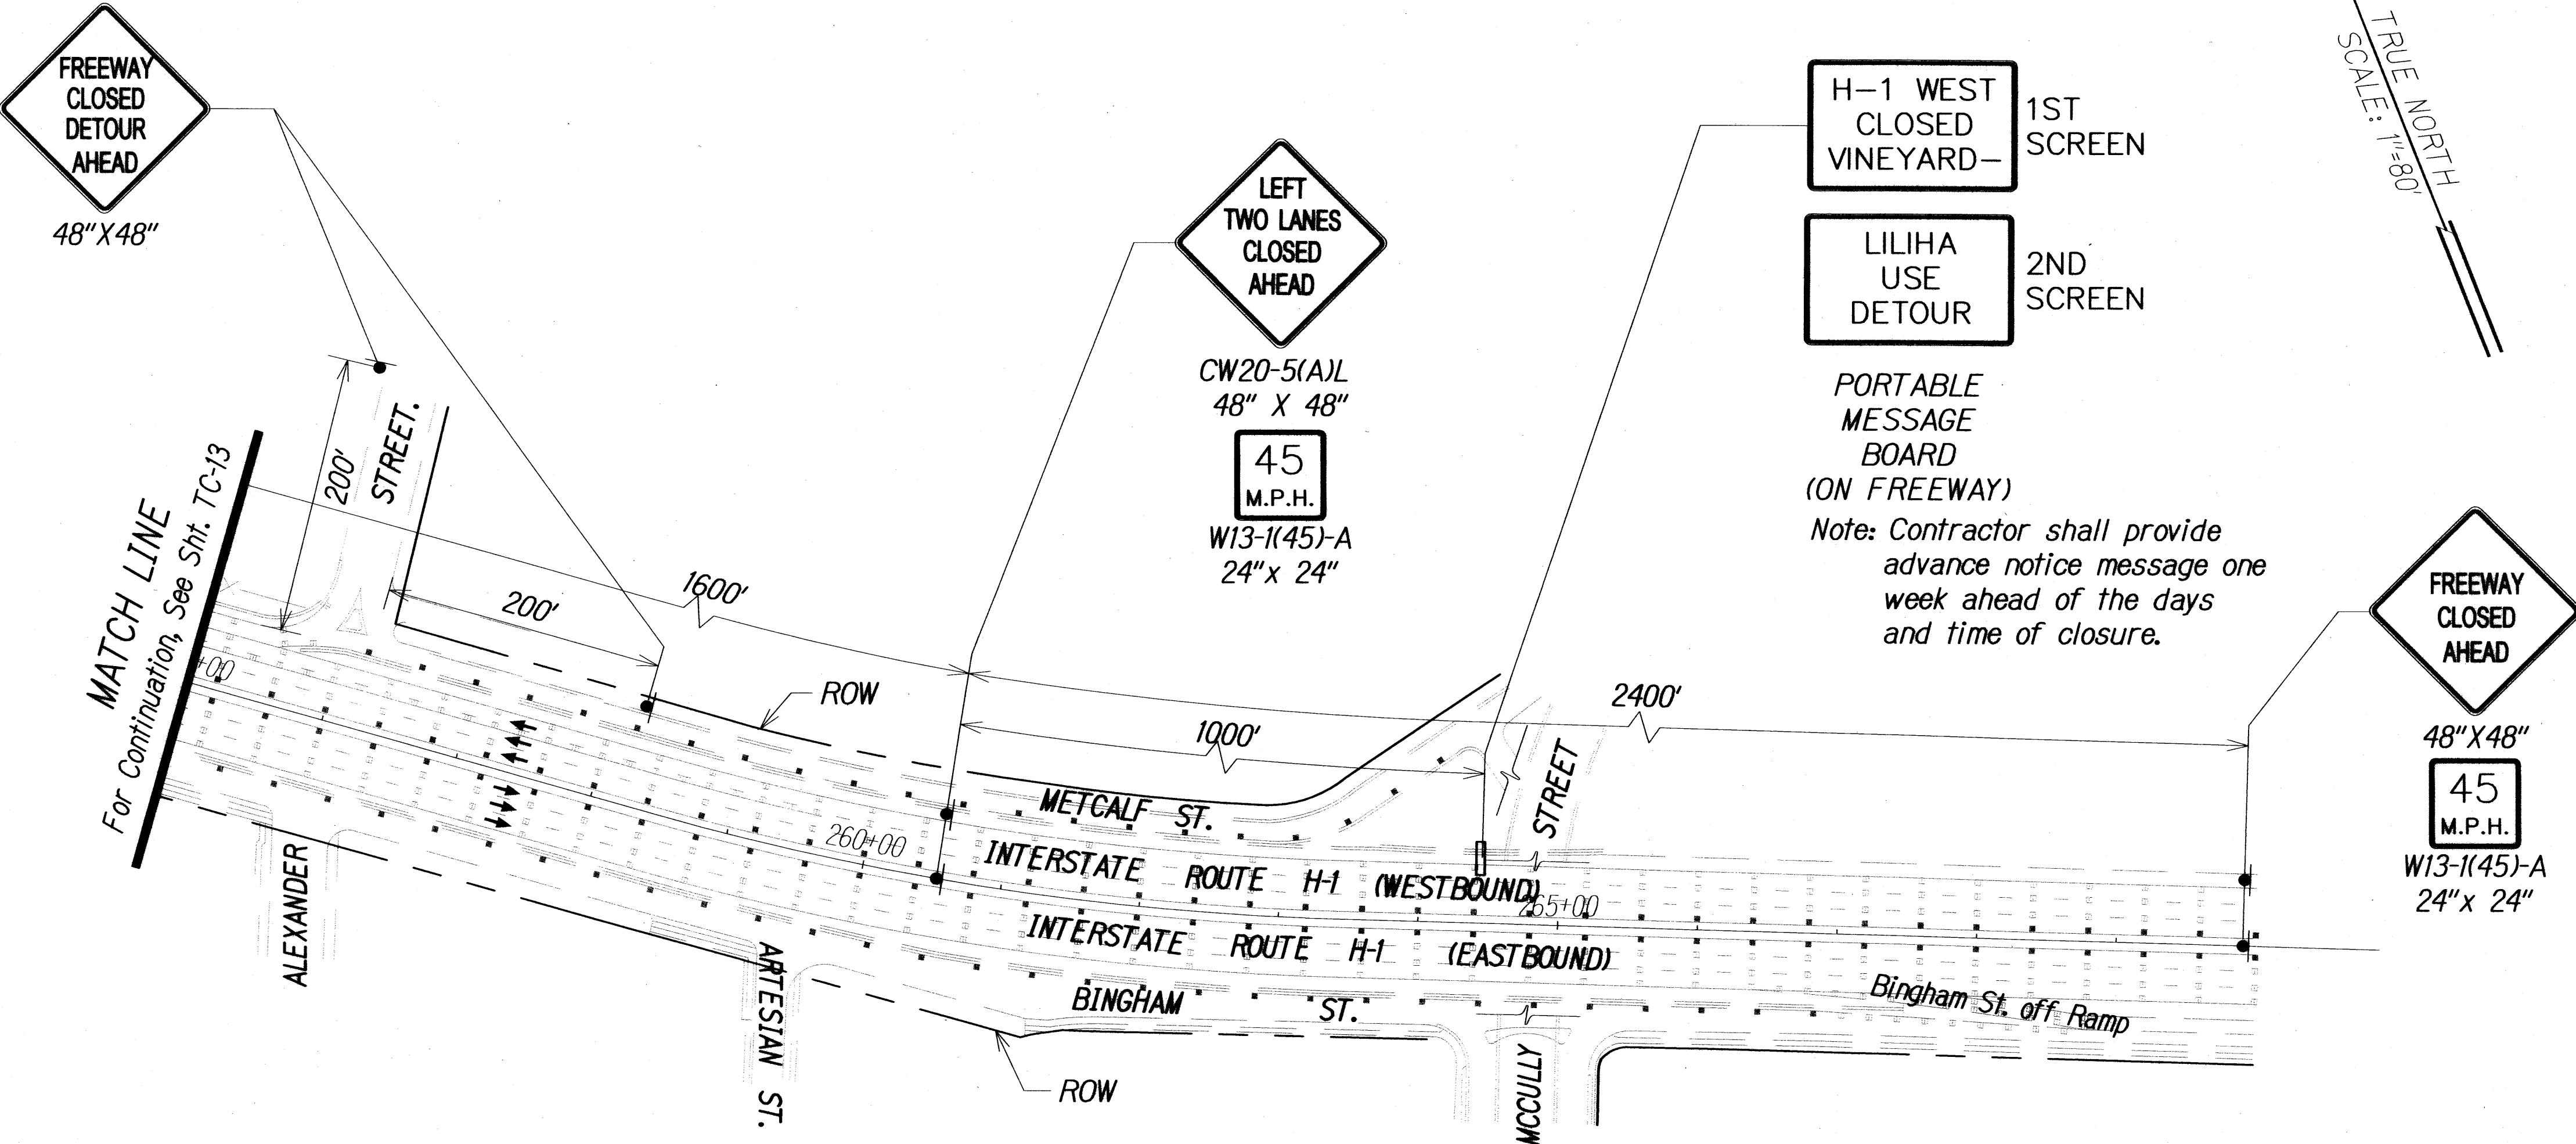 FREEWAY
CLOSED
DETOUR
AHEAD
48"X48"
LEFT
TWO LANES
CLOSED
AHEAD
CW20-5(A)L
48" X 48"
45
M.P.H.
W13-1(45)-A
24"x 24"
H-1 WEST
CLOSED
VINEYARD-
1ST
SCREEN
LILIHA
USE
DETOUR
2ND
SCREEN
PORTABLE
MESSAGE
BOARD
(ON FREEWAY)
Note: Contractor shall provide
advance notice message one
week ahead of the days
and time of closure.
TRUE NORTH
SCALE: 1"=80'
FREEWAY
CLOSED
AHEAD
48"X48"
45
M.P.H.
W13-1(45)-A
24"x 24"
MATCH LINE
For Continuation, See Sht. TC-13
200'
STREET.
200'
1600'
1000'
2400'
ROW
+00
METCALF ST.
STREET
260+00
INTERSTATE ROUTE H-1 (WESTBOUND)
265+00
INTERSTATE ROUTE H-1 (EASTBOUND)
BINGHAM ST.
Bingham St. off Ramp
ALEXANDER
ARTESIAN ST.
MCCULLY
ROW